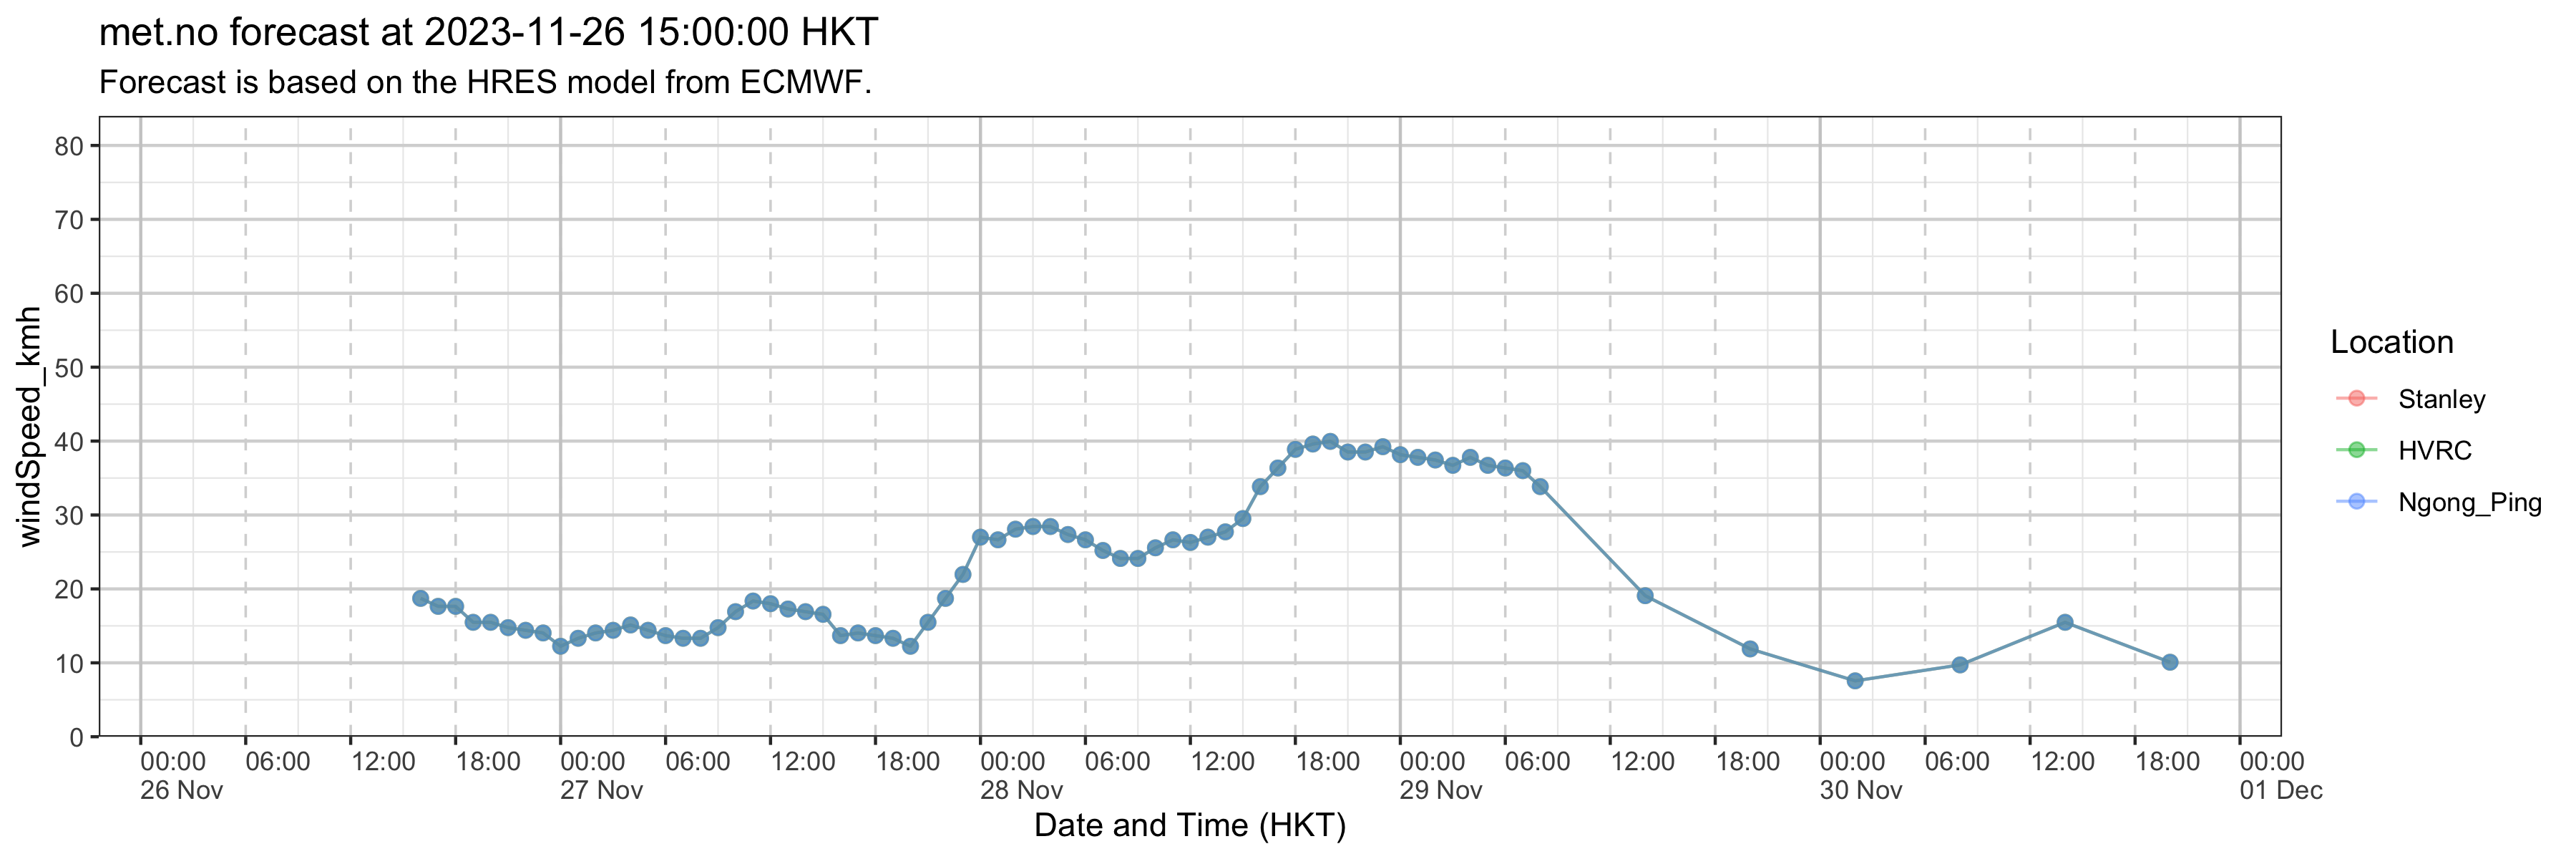 met.no forecast at 2023-11-26 15:00:00 HKT
Forecast is based on the HRES model from ECMWF.
80
70
60
50
40
30
20
10
0
windSpeed_kmh
00:00 06:00 12:00 18:00 00:00 06:00 12:00 18:00 00:00 06:00 12:00 18:00 00:00 06:00 12:00 18:00 00:00 06:00 12:00 18:00 00:00
26 Nov 27 Nov 28 Nov 29 Nov 30 Nov 01 Dec
Date and Time (HKT)
Location
Stanley
HVRC
Ngong_Ping